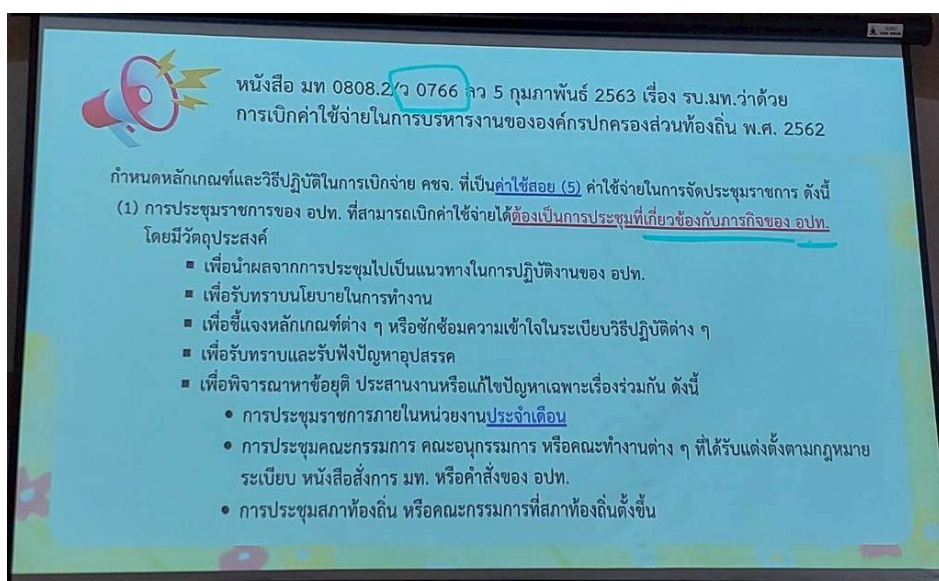 หนังสือ มท 0808.2/ว 0766 ลว 5 กุมภาพันธ์ 2563 เรื่อง รบ.มท.ว่าด้วย
การเบิกค่าใช้จ่ายในการบริหารงานขององค์กรปกครองส่วนท้องถิ่น พ.ศ. 2562
กำหนดหลักเกณฑ์และวิธีปฏิบัติในการเบิกจ่าย คชจ. ที่เป็นค่าใช้สอย (5) ค่าใช้จ่ายในการจัดประชุมราชการ ดังนี้
(1) การประชุมราชการของ อปท. ที่สามารถเบิกค่าใช้จ่ายได้ต้องเป็นการประชุมที่เกี่ยวข้องกับภารกิจของ อปท.
โดยมีวัตถุประสงค์
■ เพื่อนำผลจากการประชุมไปเป็นแนวทางในการปฏิบัติงานของ อปท.
■ เพื่อรับทราบนโยบายในการทำงาน
■ เพื่อชี้แจงหลักเกณฑ์ต่าง ๆ หรือซักซ้อมความเข้าใจในระเบียบวิธีปฏิบัติต่าง ๆ
■ เพื่อรับทราบและรับฟังปัญหาอุปสรรค
■ เพื่อพิจารณาหาข้อยุติ ประสานงานหรือแก้ไขปัญหาเฉพาะเรื่องร่วมกัน ดังนี้
● การประชุมราชการภายในหน่วยงานประจำเดือน
● การประชุมคณะกรรมการ คณะอนุกรรมการ หรือคณะทำงานต่าง ๆ ที่ได้รับแต่งตั้งตามกฎหมาย
ระเบียบ หนังสือสั่งการ มท. หรือคำสั่งของ อปท.
● การประชุมสภาท้องถิ่น หรือคณะกรรมการที่สภาท้องถิ่นตั้งขึ้น